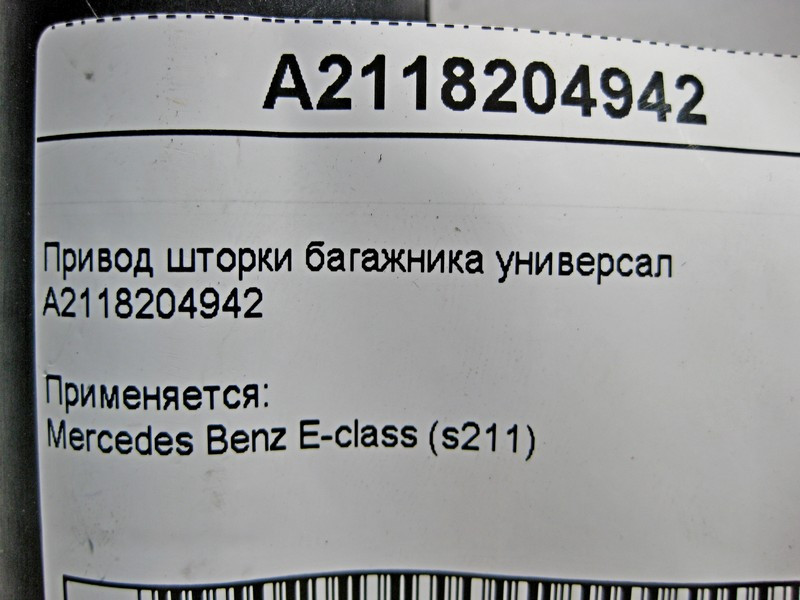 A2118204942
Привод шторки багажника универсал
A2118204942
Применяется:
Mercedes Benz E-class (s211)